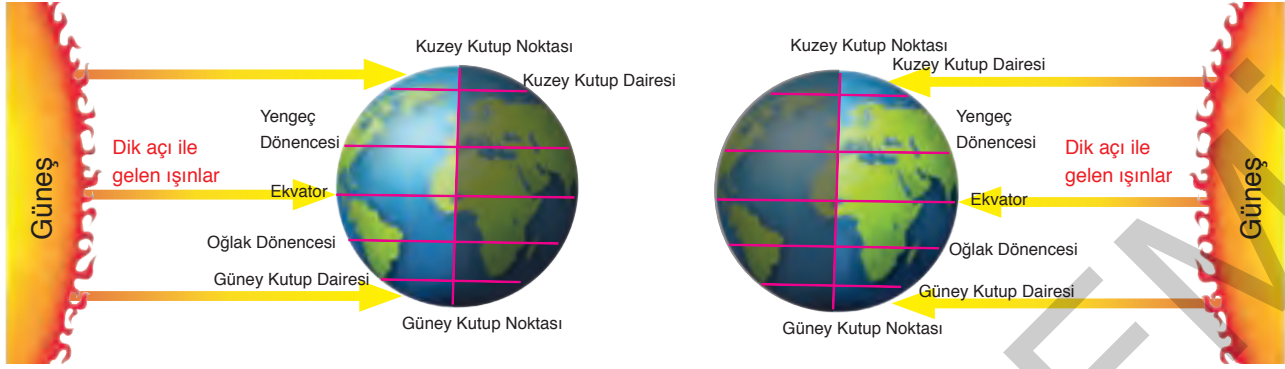 Kuzey Kutup Noktası
Kuzey Kutup Dairesi
Yengeç
Dönencesi
Dik açı ile
gelen ışınlar
Güneş
Ekvator
Oğlak Dönencesi
Güney Kutup Dairesi
Güney Kutup Noktası
Kuzey Kutup Noktası
Kuzey Kutup Dairesi
Yengeç
Dönencesi
Dik açı ile
gelen ışınlar
Güneş
Ekvator
Oğlak Dönencesi
Güney Kutup Dairesi
Güney Kutup Noktası